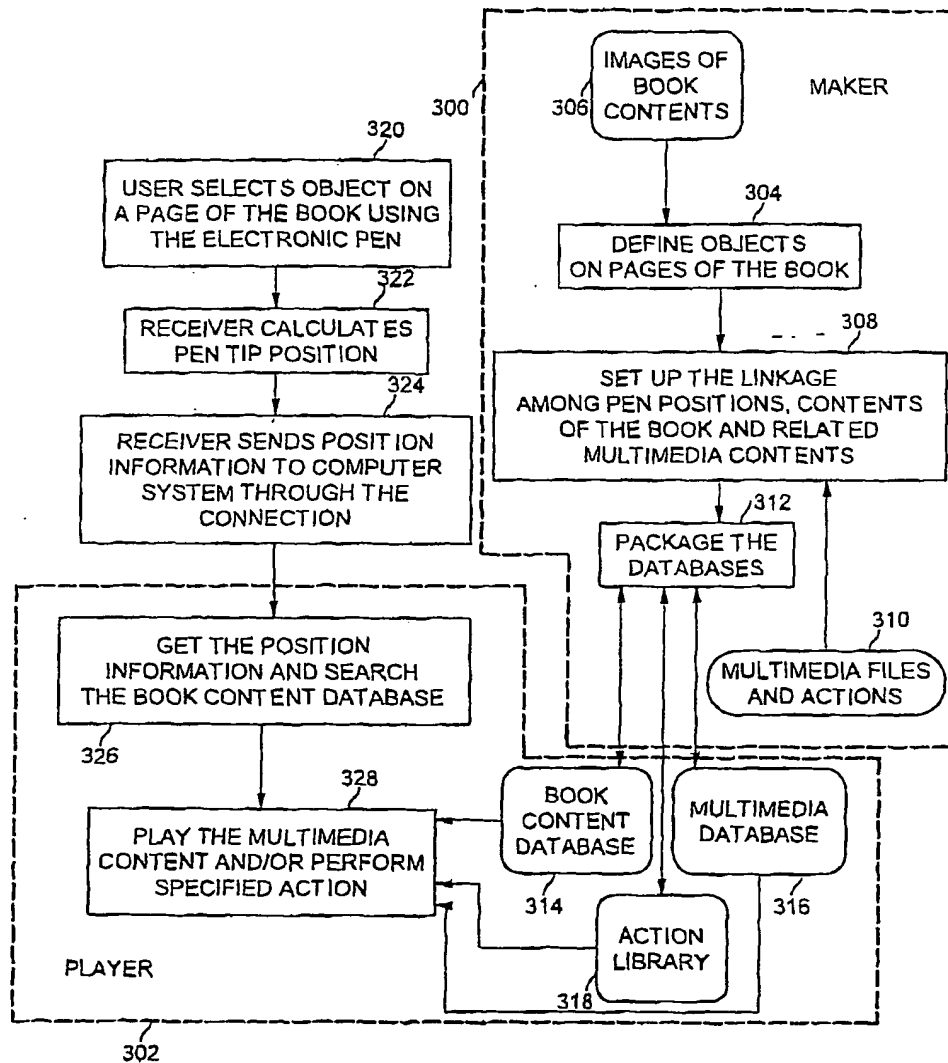 IMAGES OF
BOOK
CONTENTS
306
MAKER
300
320
USER SELECTS OBJECT ON
A PAGE OF THE BOOK USING
THE ELECTRONIC PEN
304
DEFINE OBJECTS
ON PAGES OF THE BOOK
322
RECEIVER CALCULATES
PEN TIP POSITION
308
SET UP THE LINKAGE
AMONG PEN POSITIONS, CONTENTS
OF THE BOOK AND RELATED
MULTIMEDIA CONTENTS
324
RECEIVER SENDS POSITION
INFORMATION TO COMPUTER
SYSTEM THROUGH THE
CONNECTION
312
PACKAGE THE
DATABASES
310
MULTIMEDIA FILES
AND ACTIONS
GET THE POSITION
INFORMATION AND SEARCH
THE BOOK CONTENT DATABASE
326
328
PLAY THE MULTIMEDIA
CONTENT AND/OR PERFORM
SPECIFIED ACTION
BOOK
CONTENT
DATABASE
314
MULTIMEDIA
DATABASE
316
ACTION
LIBRARY
318
PLAYER
302